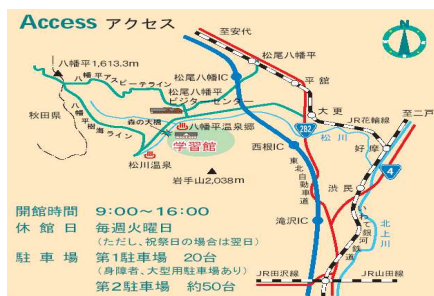 Access アクセス
至安代
八幡平1,613.3m
松尾八幡平
八幡平アスピーテライン
松尾八幡平IC
平館
松尾八幡平
ビジターセンター
大更
至二戸
秋田県
八幡平樹海ライン
森の大橋
八幡平温泉郷
282
JR花輪線
松川
学習館
西根IC
好摩
松川温泉
東北自動車道
4
岩手山2,038m
渋民
いわて銀河鉄道
北上川
滝沢IC
開館時間 9:00~16:00
休館日 毎週火曜日
(ただし、祝祭日の場合は翌日)
駐車場 第1駐車場 20台
(身障者、大型用駐車場あり)
第2駐車場 約50台
JR田沢線
JR山田線